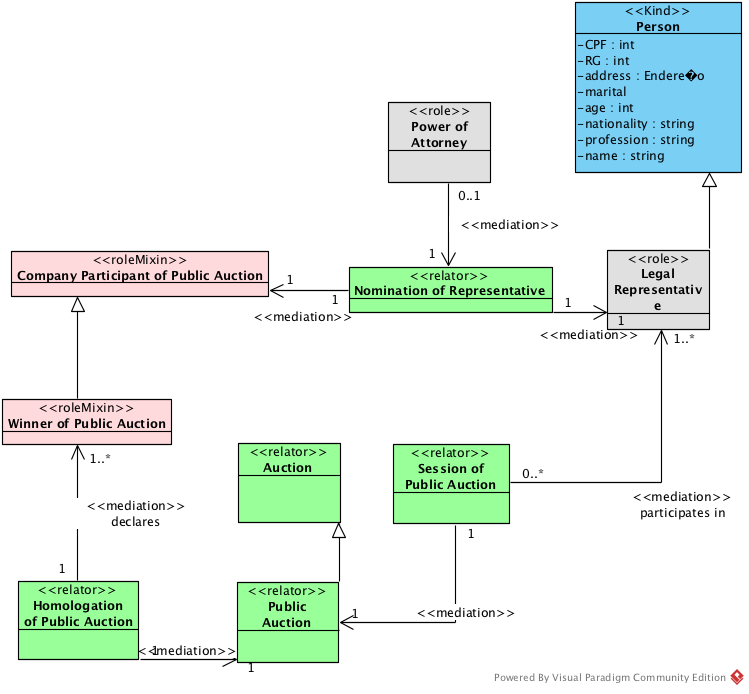 <<Kind>>
Person
-CPF : int
-RG : int
-address : Endere�o
-marital
-age : int
-nationality : string
-profession : string
-name : string
<<role>>
Power of
Attorney
0..1
<<mediation>>
1
<<roleMixin>>
Company Participant of Public Auction
1
1
<<mediation>>
<<relator>>
Nomination of Representative
1
<<mediation>>
1
<<role>>
Legal
Representativ
e
1..*
<<roleMixin>>
Winner of Public Auction
1..*
<<mediation>>
declares
1
<<relator>>
Auction
<<relator>>
Session of
Public Auction
0..*
<<mediation>>
participates in
1
<<mediation>>
1
<<relator>>
Homologation
of Public Auction
1
<<mediation>>
1
<<relator>>
Public
Auction
Powered By Visual Paradigm Community Edition